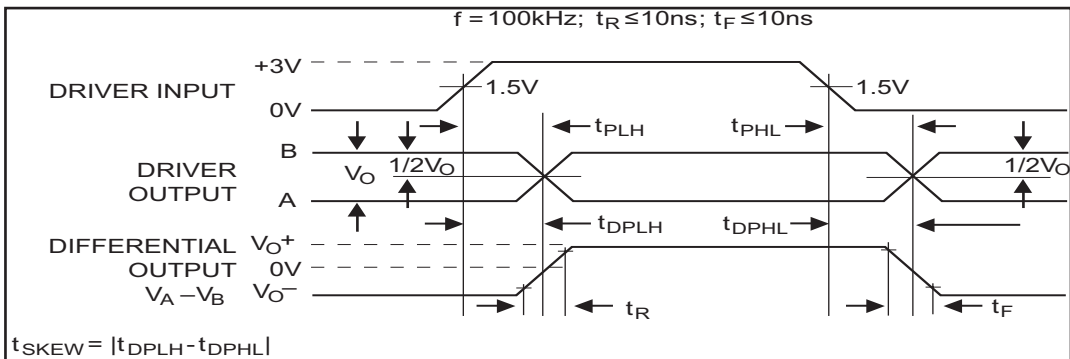 f = 100kHz; tR ≤ 10ns; tF ≤ 10ns
+3V
DRIVER INPUT
1.5V
1.5V
0V
tPLH
tPHL
B
DRIVER OUTPUT
VO
1/2VO
1/2VO
A
tDPLH
tDPHL
DIFFERENTIAL OUTPUT
VA – VB
VO+
0V
VO–
tR
tF
tSKEW = |tDPLH - tDPHL|